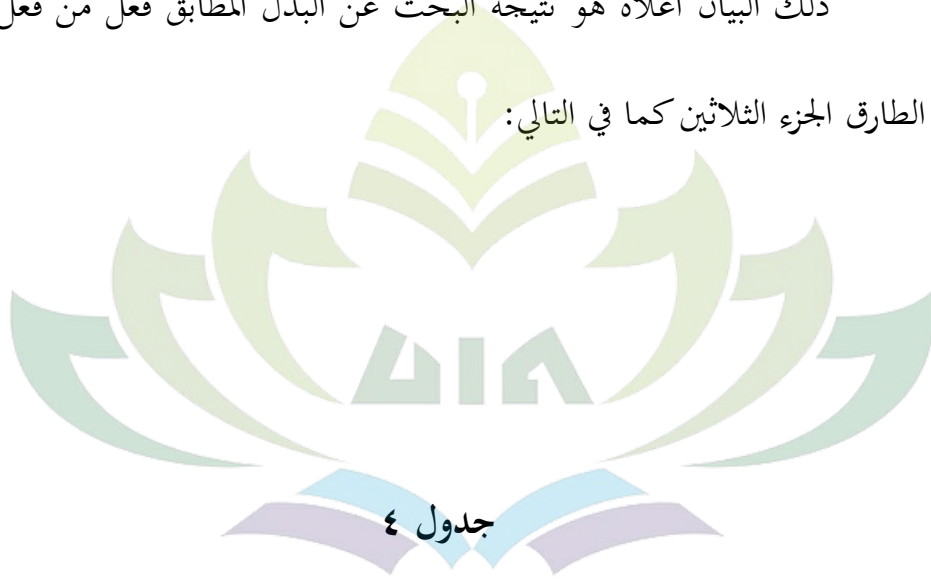 ذلك البيان أعلاه هو نتيجة البحث عن البدل المطابق فعل من فعل
الطارق الجزء الثلاثين كما في التالي:
UIN
جدول ٤